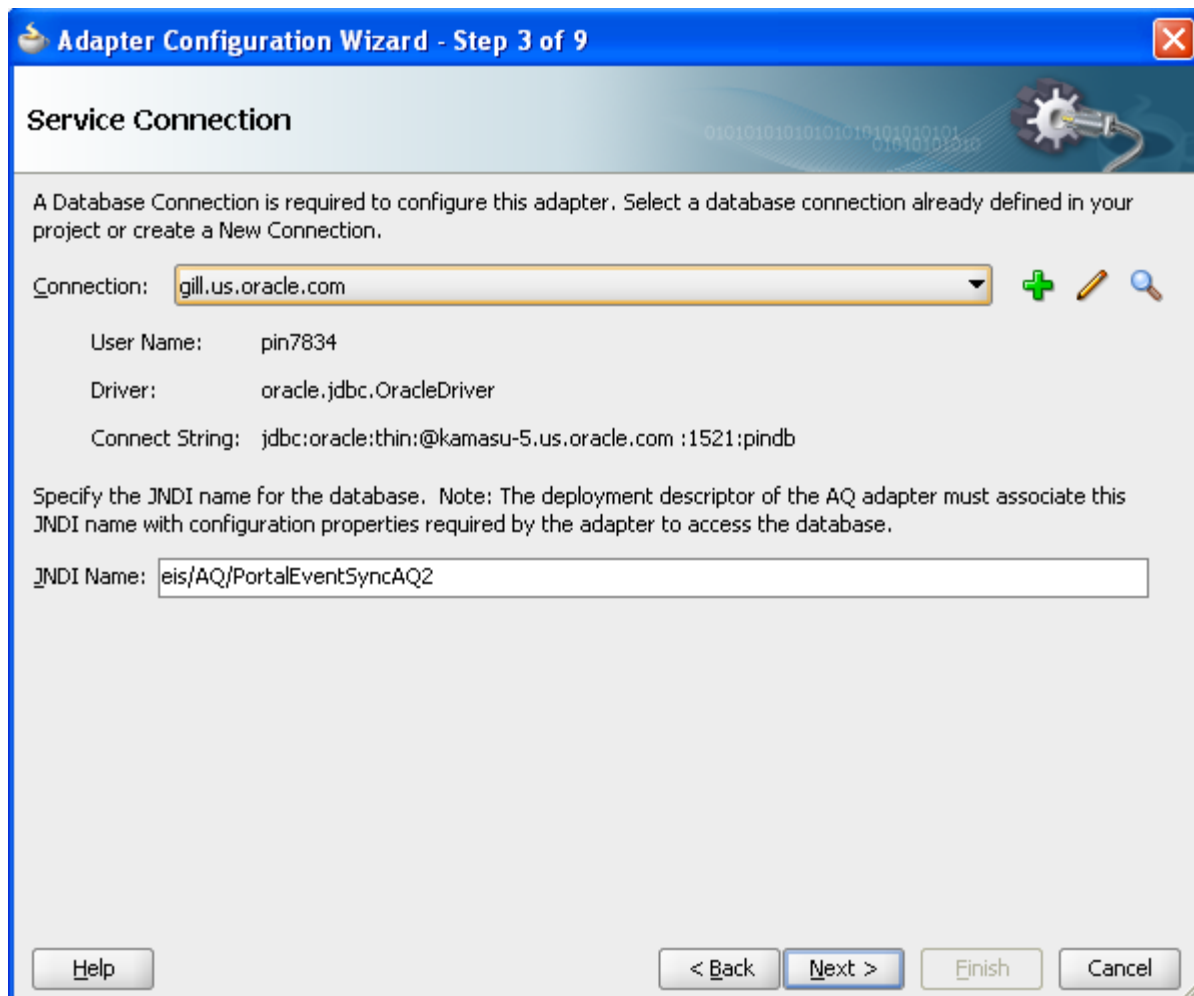 Adapter Configuration Wizard - Step 3 of 9
Service Connection
0101010101010101010101010101
01010101010
A Database Connection is required to configure this adapter. Select a database connection already defined in your
project or create a New Connection.
Connection: gill.us.oracle.com
User Name: pin7834
Driver: oracle.jdbc.OracleDriver
Connect String: jdbc:oracle:thin:@kamasu-5.us.oracle.com :1521:pindb
Specify the JNDI name for the database. Note: The deployment descriptor of the AQ adapter must associate this
JNDI name with configuration properties required by the adapter to access the database.
JNDI Name: eis/AQ/PortalEventSyncAQ2
Help < Back Next > Finish Cancel